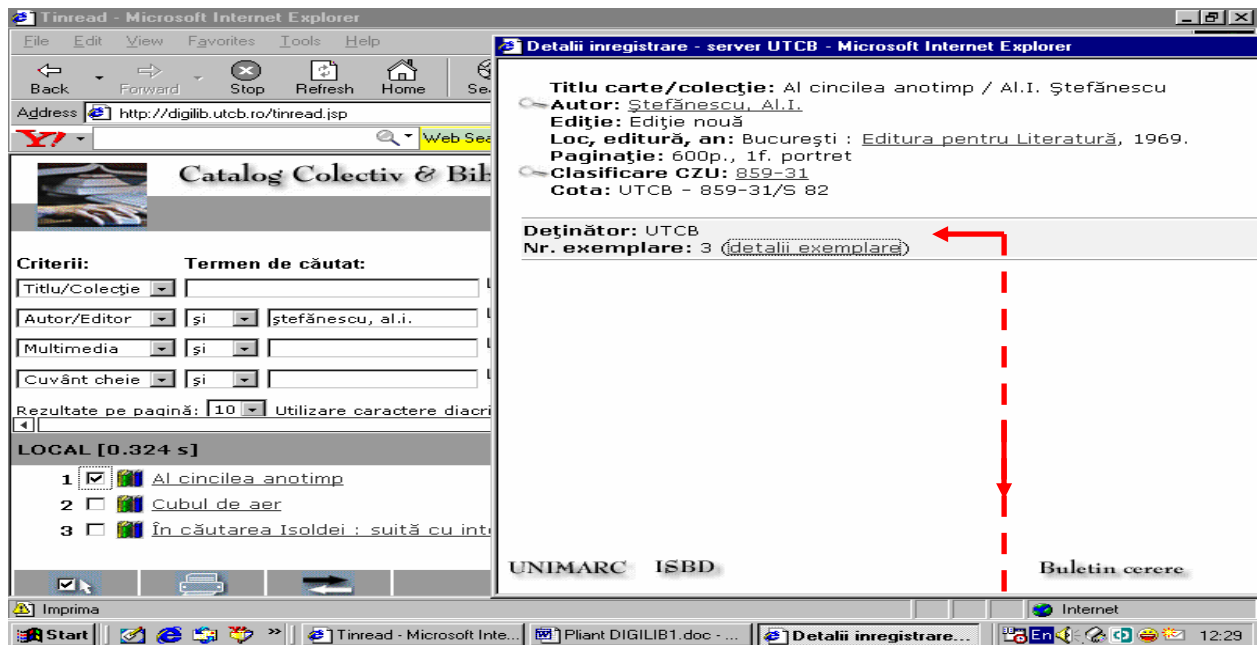 Tinread - Microsoft Internet Explorer
File Edit View Favorites Tools Help
Back Forward Stop Refresh Home
Address http://digilib.utcb.ro/tinread.jsp
Y! Web
Catalog Colectiv &
Criterii: Termen de căutat:
Titlu/Colecţie
Autor/Editor şi ştefănescu, al.i.
Multimedia şi
Cuvânt cheie şi
Rezultate pe pagină: 10 Utilizare caractere
LOCAL [0.324 s]
1 Al cincilea anotimp
2 Cubul de aer
3 În căutarea Isoldei : suită cu
Detalii inregistrare - server UTCB - Microsoft Internet Explorer
Titlu carte/colecţie: Al cincilea anotimp / Al.I. Ştefănescu
Autor: Ştefănescu, Al.I.
Ediţie: Ediţie nouă
Loc, editură, an: Bucureşti : Editura pentru Literatură, 1969.
Paginaţie: 600p., 1f. portret
Clasificare CZU: 859-31
Cota: UTCB - 859-31/S 82
Deţinător: UTCB
Nr. exemplare: 3 (detalii exemplare)
UNIMARC ISBD Buletin cerere
Imprima Internet
Start » Tinread - Microsoft Inte... Pliant DIGILIB1.doc - ... Detalii inregistrare... En 12:29